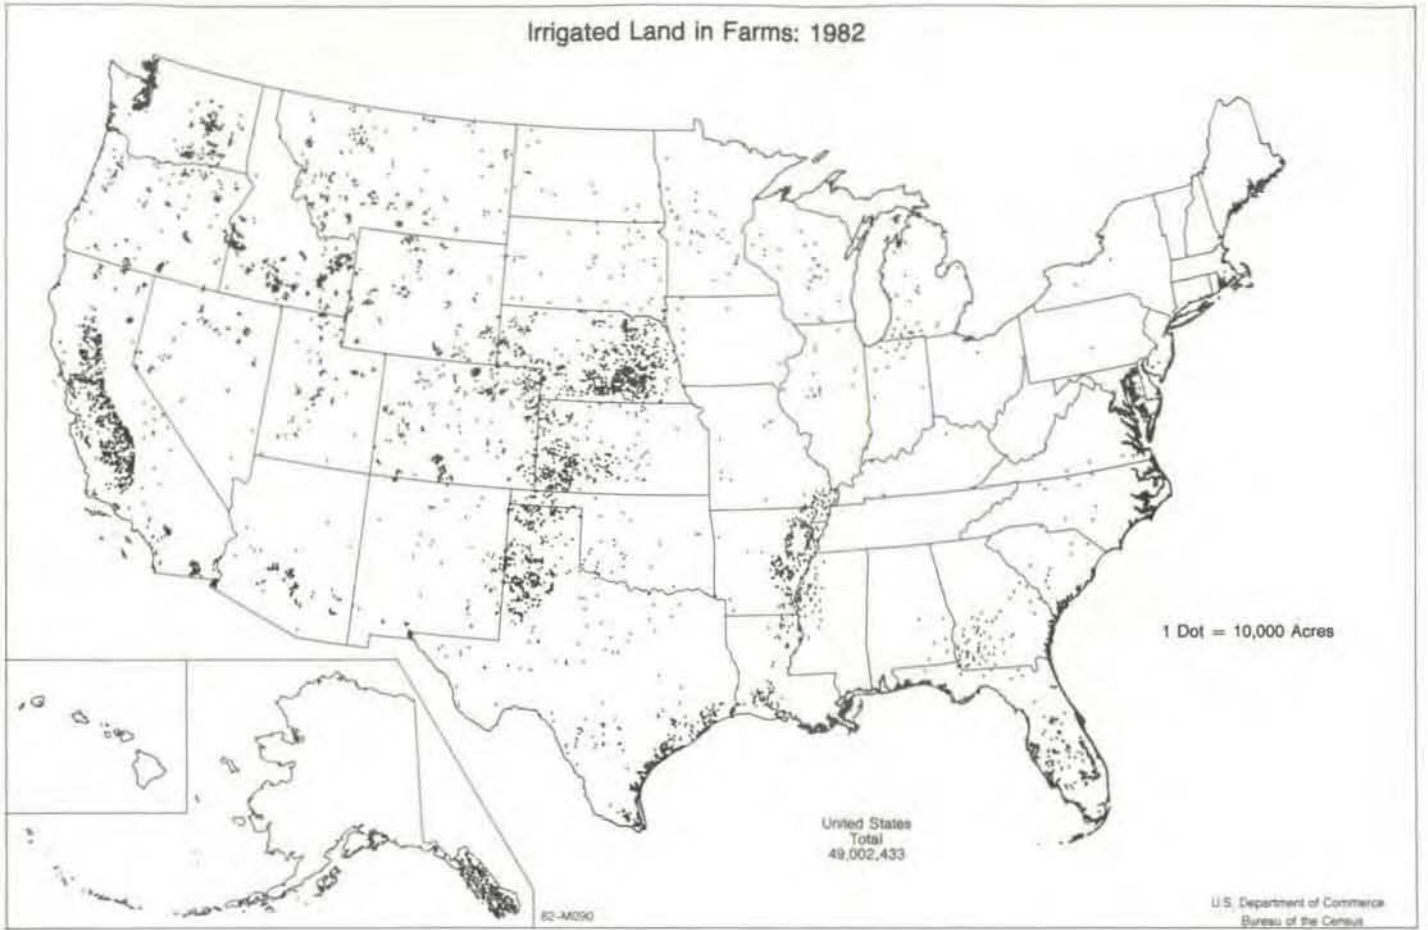 Irrigated Land in Farms: 1982
1 Dot = 10,000 Acres
United States
Total
49,002,433
82-M090
U.S. Department of Commerce
Bureau of the Census